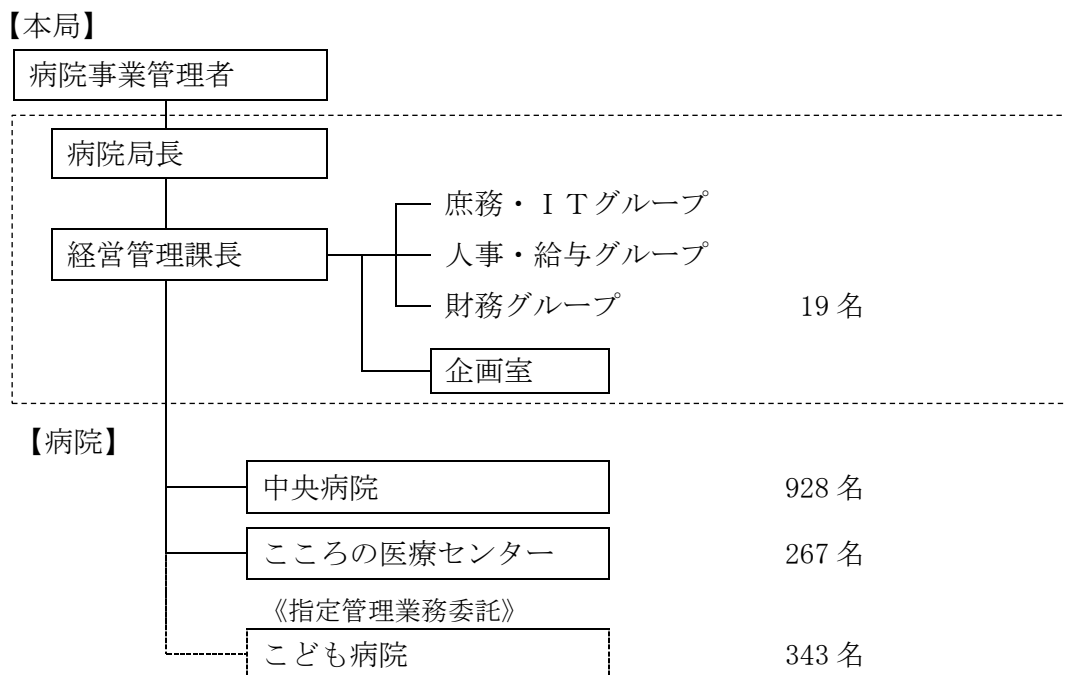 【本局】
病院事業管理者
病院局長
庶務・ＩＴグループ
経営管理課長 人事・給与グループ
財務グループ 19 名
企画室
【病院】
中央病院 928 名
こころの医療センター 267 名
《指定管理業務委託》
こども病院 343 名